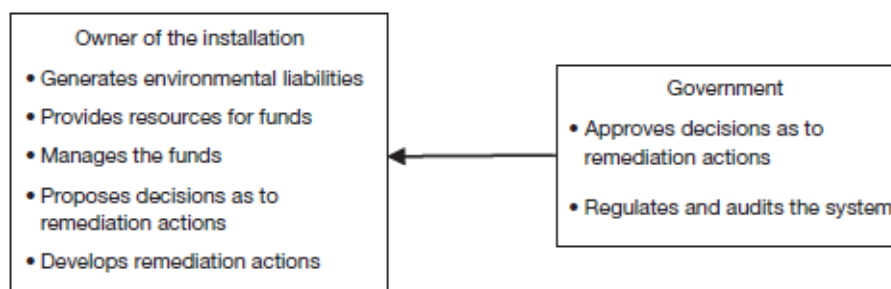 Owner of the installation
• Generates environmental liabilities
• Provides resources for funds
• Manages the funds
• Proposes decisions as to
remediation actions
• Develops remediation actions
Government
• Approves decisions as to
remediation actions
• Regulates and audits the system